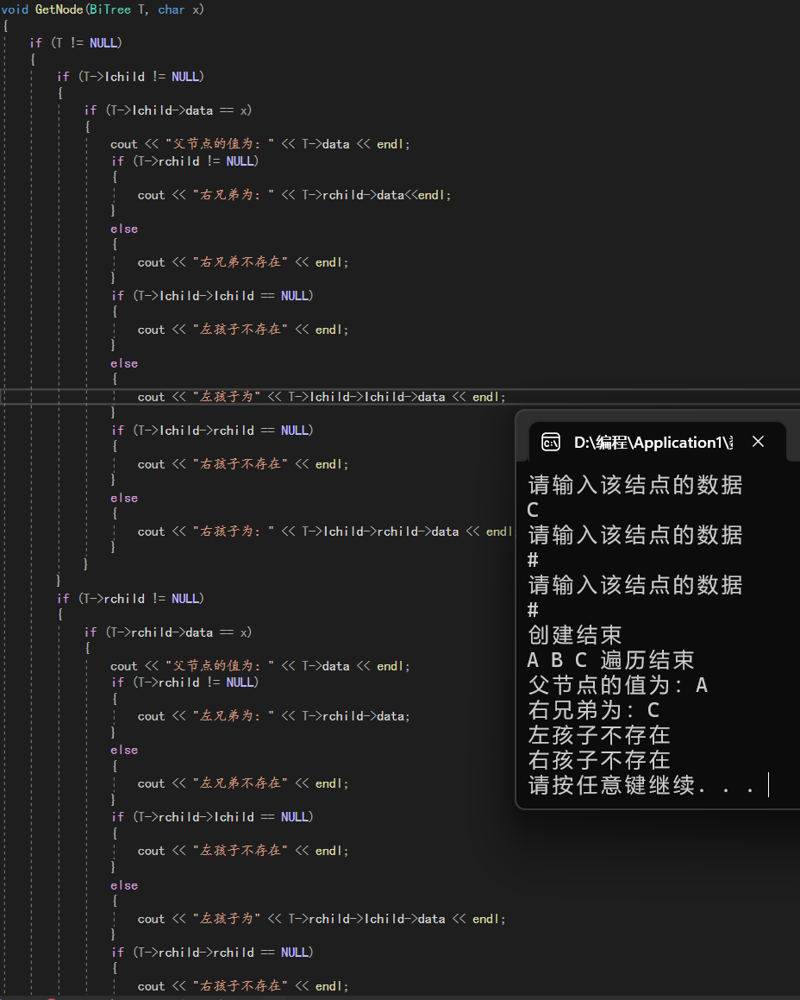 void GetNode(BiTree T, char x)
{
if (T != NULL)
{
if (T->lchild != NULL)
{
if (T->lchild->data == x)
{
cout << "父节点的值为：" << T->data << endl;
if (T->rchild != NULL)
{
cout << "右兄弟为：" << T->rchild->data<<endl;
}
else
{
cout << "右兄弟不存在" << endl;
}
if (T->lchild->lchild == NULL)
{
cout << "左孩子不存在" << endl;
}
else
{
cout << "左孩子为" << T->lchild->lchild->data << endl;
}
if (T->lchild->rchild == NULL)
{
cout << "右孩子不存在" << endl;
}
else
{
cout << "右孩子为：" << T->lchild->rchild->data << endl
}
}
}
if (T->rchild != NULL)
{
if (T->rchild->data == x)
{
cout << "父节点的值为：" << T->data << endl;
if (T->rchild != NULL)
{
cout << "左兄弟为：" << T->rchild->data;
}
else
{
cout << "左兄弟不存在" << endl;
}
if (T->rchild->lchild == NULL)
{
cout << "左孩子不存在" << endl;
}
else
{
cout << "左孩子为" << T->rchild->lchild->data << endl;
}
if (T->rchild->rchild == NULL)
{
cout << "右孩子不存在" << endl;
D:\编程\Application1\
请输入该结点的数据
C
请输入该结点的数据
#
请输入该结点的数据
#
创建结束
A B C 遍历结束
父节点的值为：A
右兄弟为：C
左孩子不存在
右孩子不存在
请按任意键继续. . .